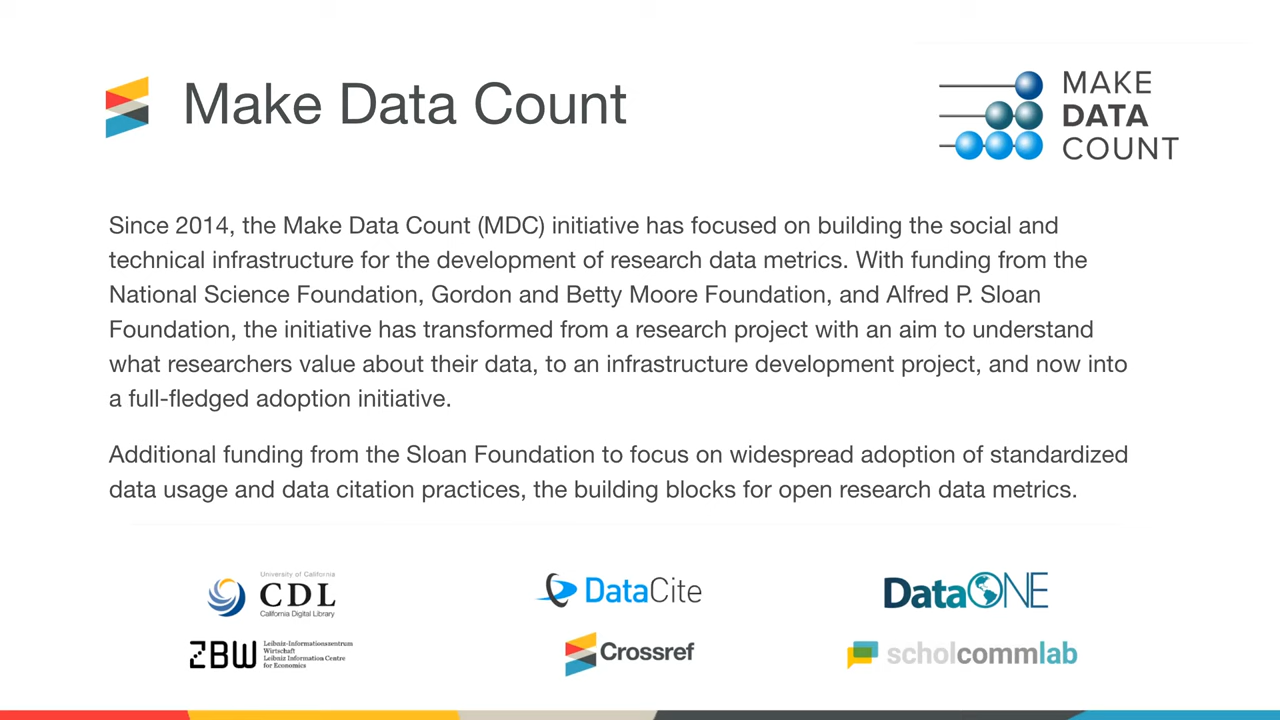 Make Data Count
MAKE
DATA
COUNT
Since 2014, the Make Data Count (MDC) initiative has focused on building the social and
technical infrastructure for the development of research data metrics. With funding from the
National Science Foundation, Gordon and Betty Moore Foundation, and Alfred P. Sloan
Foundation, the initiative has transformed from a research project with an aim to understand
what researchers value about their data, to an infrastructure development project, and now into
a full-fledged adoption initiative.
Additional funding from the Sloan Foundation to focus on widespread adoption of standardized
data usage and data citation practices, the building blocks for open research data metrics.
University of California
CDL
California Digital Library
DataCite
DataONE
ZBW
Leibniz-Informationszentrum
Wirtschaft
Leibniz Information Centre
for Economics
Crossref
scholcommlab